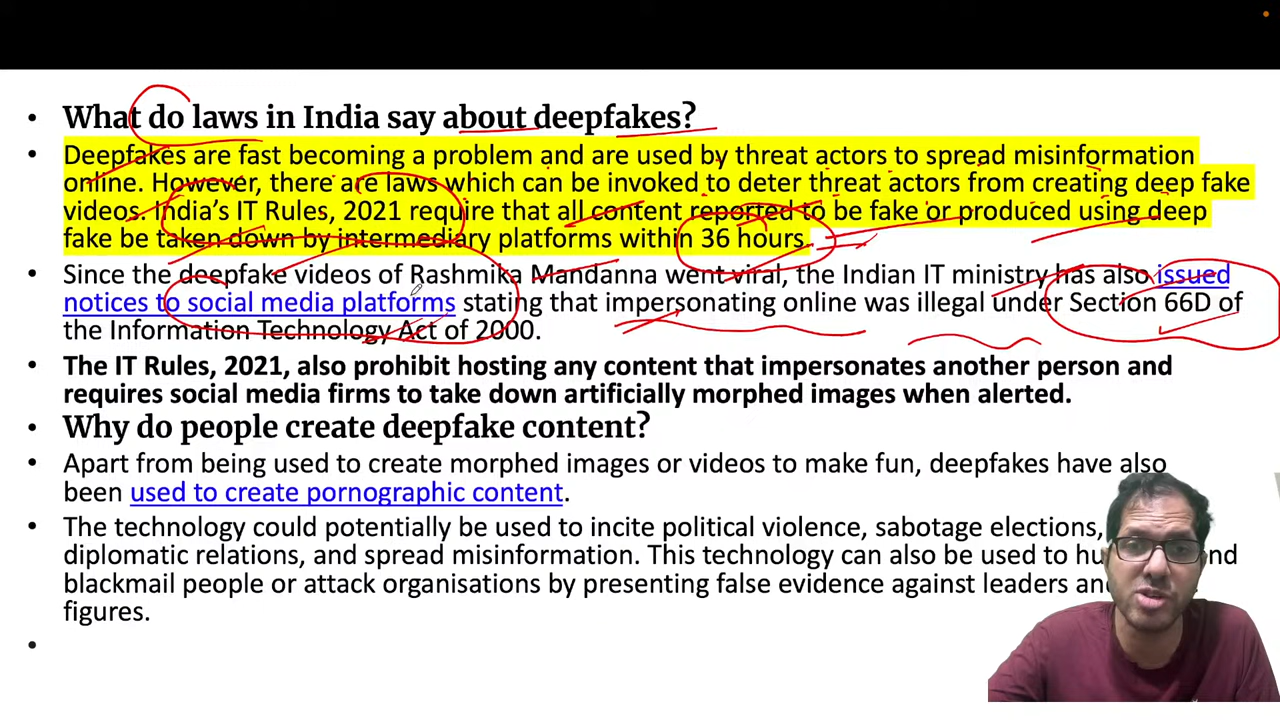 • What do laws in India say about deepfakes?
• Deepfakes are fast becoming a problem and are used by threat actors to spread misinformation
online. However, there are laws which can be invoked to deter threat actors from creating deep fake
videos. India's IT Rules, 2021 require that all content reported to be fake or produced using deep
fake be taken down by intermediary platforms within 36 hours.
• Since the deepfake videos of Rashmika Mandanna went viral, the Indian IT ministry has also issued
notices to social media platforms stating that impersonating online was illegal under Section 66D of
the Information Technology Act of 2000.
• The IT Rules, 2021, also prohibit hosting any content that impersonates another person and
requires social media firms to take down artificially morphed images when alerted.
• Why do people create deepfake content?
• Apart from being used to create morphed images or videos to make fun, deepfakes have also
been used to create pornographic content.
• The technology could potentially be used to incite political violence, sabotage elections,
diplomatic relations, and spread misinformation. This technology can also be used to
blackmail people or attack organisations by presenting false evidence against leaders
figures.
•